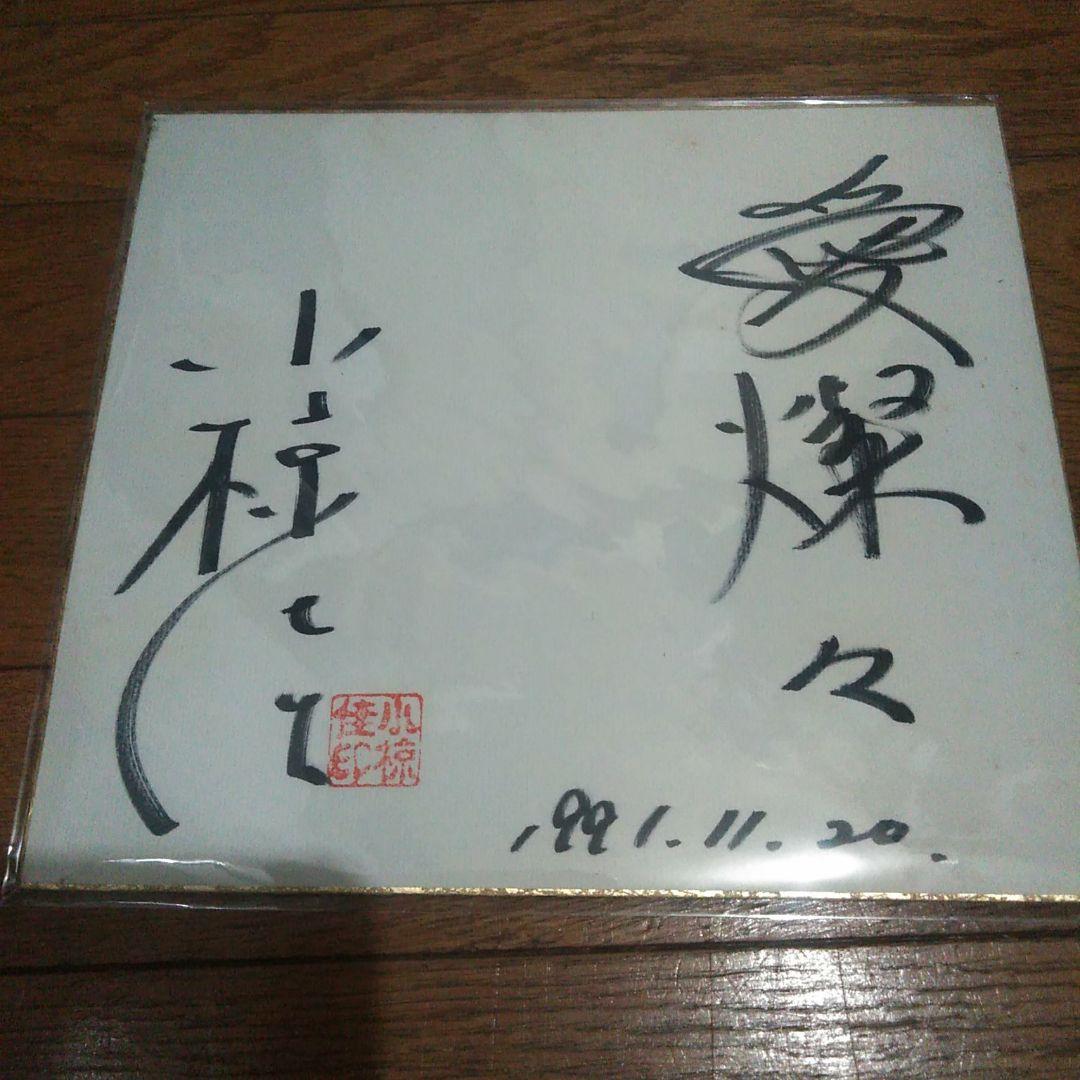 愛燦々
小椋佳
小椋
佳印
1991.11.20.